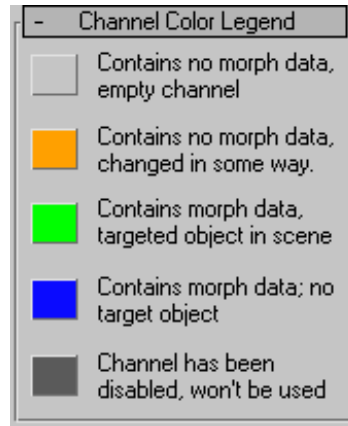 - Channel Color Legend
Contains no morph data,
empty channel
Contains no morph data,
changed in some way.
Contains morph data,
targeted object in scene
Contains morph data; no
target object
Channel has been
disabled, won't be used